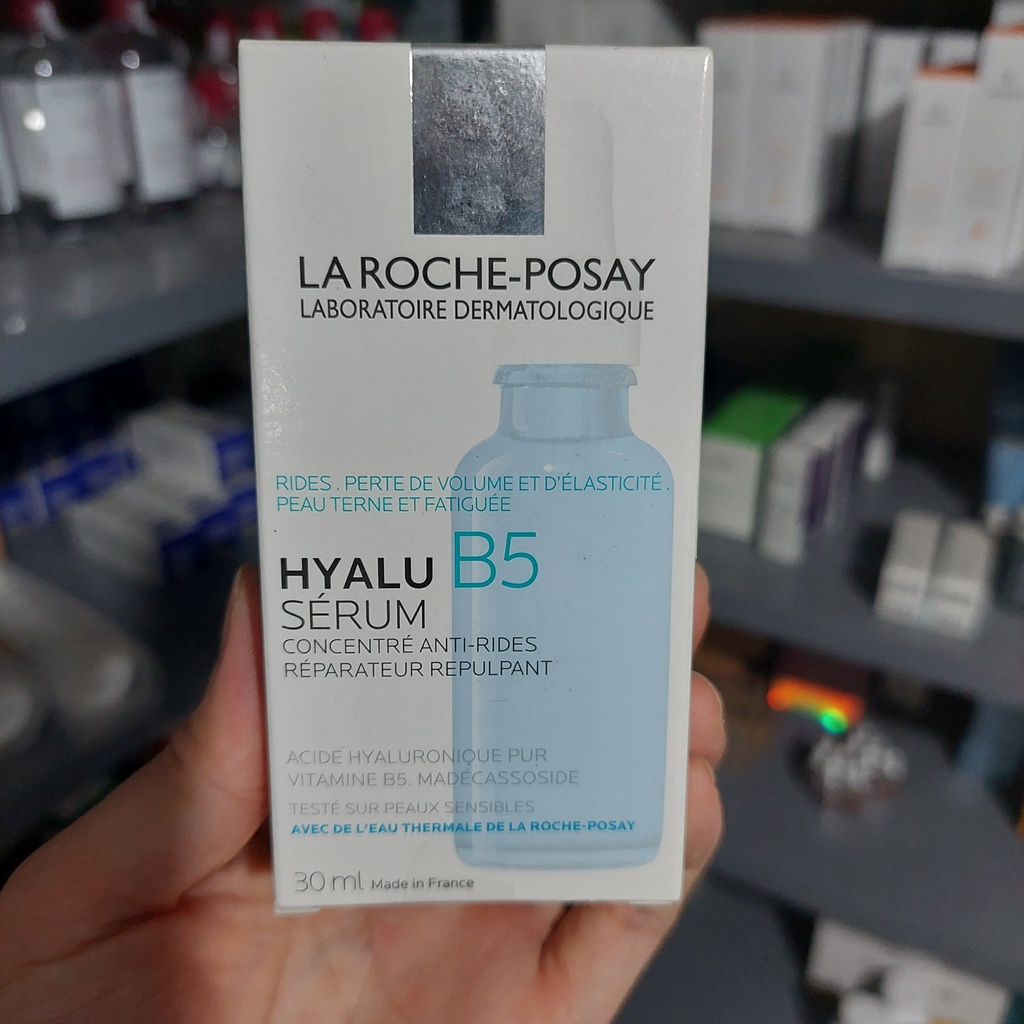 LA ROCHE-POSAY
LABORATOIRE DERMATOLOGIQUE
RIDES . PERTE DE VOLUME ET D'ÉLASTICITÉ .
PEAU TERNE ET FATIGUÉE
HYALU B5
SÉRUM
CONCENTRÉ ANTI-RIDES
RÉPARATEUR REPULPANT
ACIDE HYALURONIQUE PUR
VITAMINE B5. MADÉCASSOSIDE
TESTÉ SUR PEAUX SENSIBLES
AVEC DE L'EAU THERMALE DE LA ROCHE-POSAY
30 ml Made in France